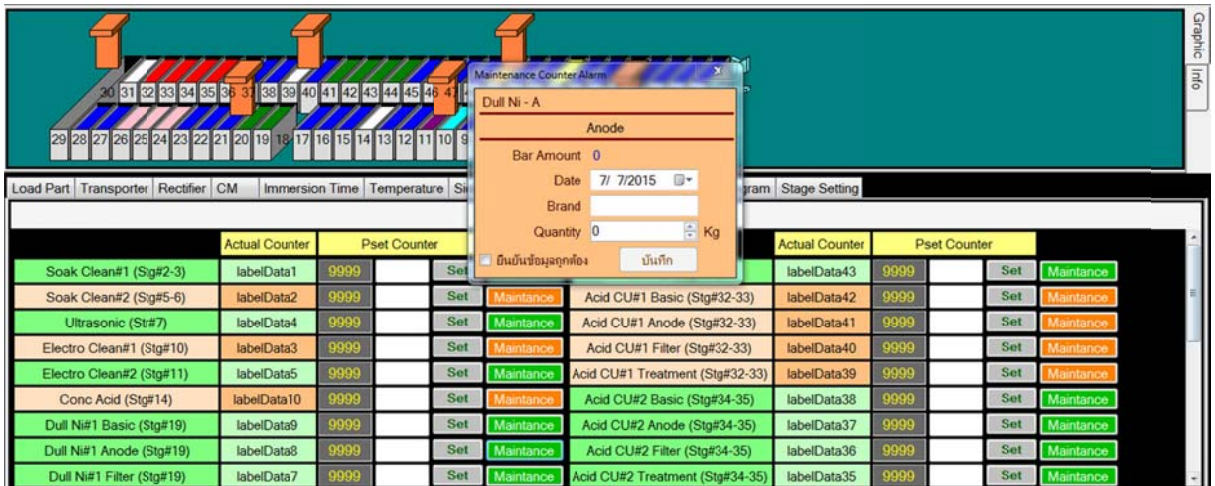 Graphic
Info
30 31 32 33 34 35 36 37 38 39 40 41 42 43 44 45 46
29 28 27 26 25 24 23 22 21 20 19 18 17 16 15 14 13 12 11 10
Maintenance Counter Alarm
Dull Ni - A
Anode
Bar Amount 0
Date 7/ 7/2015
Brand
Quantity 0 Kg
ยืนยันข้อมูลถูกต้อง บันทึก
Load Part Transporter Rectifier CM Immersion Time Temperature Stage Setting
Actual Counter Pset Counter Actual Counter Pset Counter
Soak Clean#1 (Stg#2-3) labelData1 9999 Set labelData43 9999 Set Maintance
Soak Clean#2 (Stg#5-6) labelData2 9999 Set Maintance Acid CU#1 Basic (Stg#32-33) labelData42 9999 Set Maintance
Ultrasonic (Str#7) labelData4 9999 Set Maintance Acid CU#1 Anode (Stg#32-33) labelData41 9999 Set Maintance
Electro Clean#1 (Stg#10) labelData3 9999 Set Maintance Acid CU#1 Filter (Stg#32-33) labelData40 9999 Set Maintance
Electro Clean#2 (Stg#11) labelData5 9999 Set Maintance Acid CU#1 Treatment (Stg#32-33) labelData39 9999 Set Maintance
Conc Acid (Stg#14) labelData10 9999 Set Maintance Acid CU#2 Basic (Stg#34-35) labelData38 9999 Set Maintance
Dull Ni#1 Basic (Stg#19) labelData9 9999 Set Maintance Acid CU#2 Anode (Stg#34-35) labelData37 9999 Set Maintance
Dull Ni#1 Anode (Stg#19) labelData8 9999 Set Maintance Acid CU#2 Filter (Stg#34-35) labelData36 9999 Set Maintance
Dull Ni#1 Filter (Stg#19) labelData7 9999 Set Maintance Acid CU#2 Treatment (Stg#34-35) labelData35 9999 Set Maintance